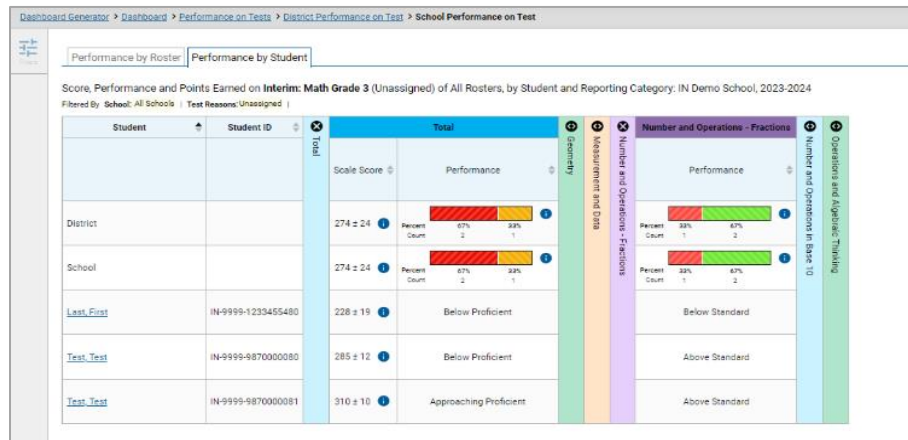 Dashboard Generator > Dashboard > Performance on Tests > District Performance on Test > School Performance on Test
Filters
Performance by Roster
Performance by Student
Score, Performance and Points Earned on Interim: Math Grade 3 (Unassigned) of All Rosters, by Student and Reporting Category: IN Demo School, 2023-2024
Filtered By School: All Schools | Test Reasons: Unassigned |
Student
Student ID
Total
Total
Geometry
Measurement and Data
Number and Operations - Fractions
Number and Operations - Fractions
Number and Operations in Base 10
Operations and Algebraic Thinking
Scale Score
Performance
Performance
District
274 ± 24
Percent 67% 33%
Count 2 1
Percent 33% 67%
Count 1 2
School
274 ± 24
Percent 67% 33%
Count 2 1
Percent 33% 67%
Count 1 2
Last, First IN-9999-1233455480 228 ± 19 Below Proficient Below Standard
Test, Test IN-9999-9870000080 285 ± 12 Below Proficient Above Standard
Test, Test IN-9999-9870000081 310 ± 10 Approaching Proficient Above Standard